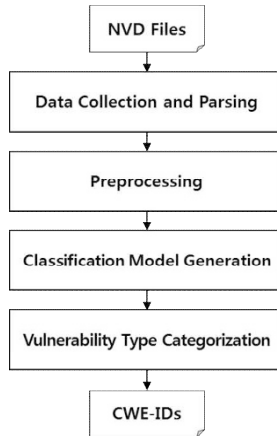 NVD Files
Data Collection and Parsing
Preprocessing
Classification Model Generation
Vulnerability Type Categorization
CWE-IDs